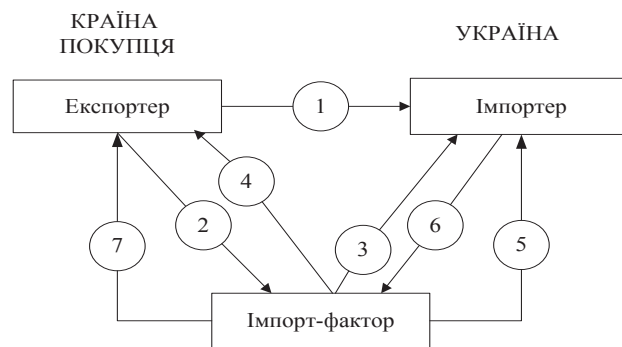 КРАЇНА
ПОКУПЦЯ
УКРАЇНА
Експортер
1
Імпортер
4
2
3
6
7
5
Імпорт-фактор